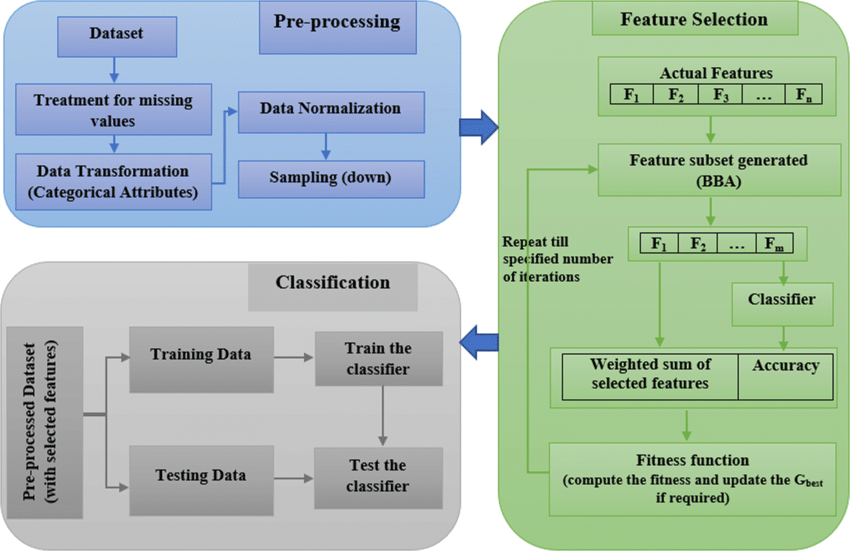 Pre-processing
Dataset
Treatment for missing
values
Data Transformation
(Categorical Attributes)
Data Normalization
Sampling (down)
Feature Selection
Actual Features
F1 F2 F3 ... Fn
Feature subset generated
(BBA)
F1 F2 ... Fm
Repeat till
specified number
of iterations
Classifier
Weighted sum of
selected features
Accuracy
Fitness function
(compute the fitness and update the Gbest
if required)
Classification
Pre-processed Dataset
(with selected features)
Training Data
Train the
classifier
Testing Data
Test the
classifier